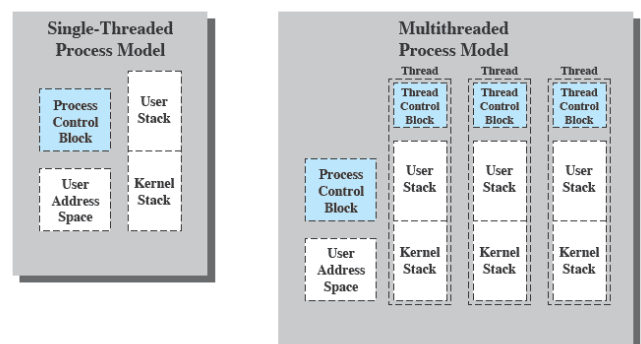 Single-Threaded
Process Model
Process
Control
Block
User
Stack
User
Address
Space
Kernel
Stack
Multithreaded
Process Model
Thread
Thread
Control
Block
User
Stack
Kernel
Stack
Thread
Thread
Control
Block
User
Stack
Kernel
Stack
Thread
Thread
Control
Block
User
Stack
Kernel
Stack
Process
Control
Block
User
Address
Space